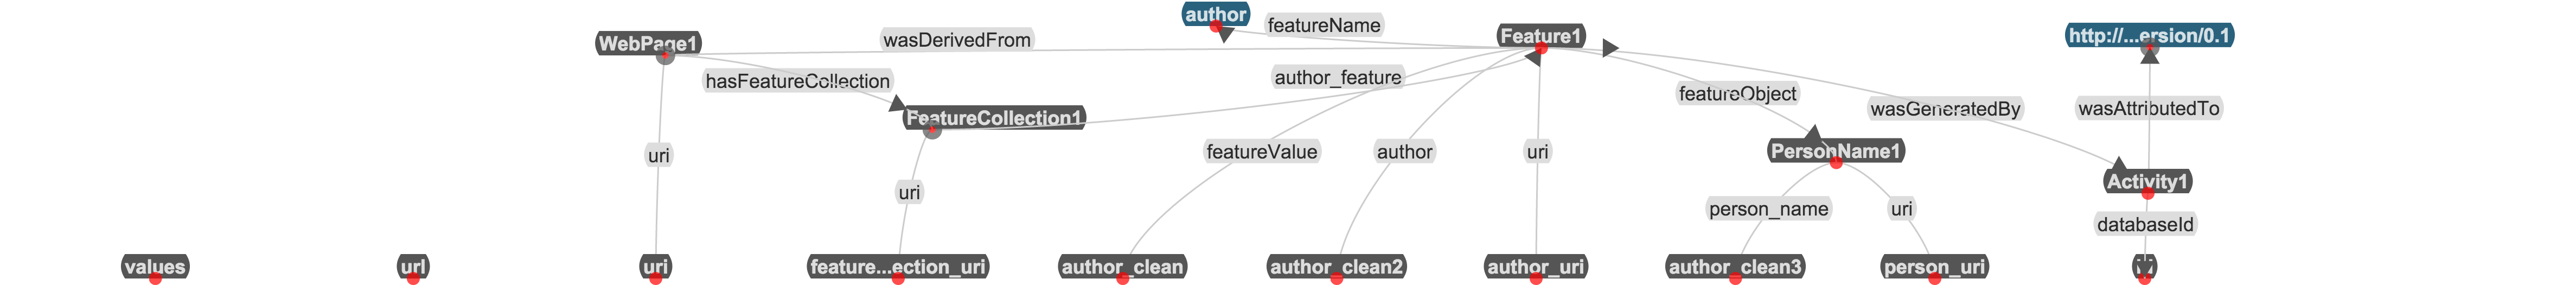 author
featureName
WebPage1
wasDerivedFrom
Feature1
http://...ersion/0.1
hasFeatureCollection
author_feature
featureObject
wasGeneratedBy
wasAttributedTo
FeatureCollection1
uri
featureValue
author
uri
PersonName1
Activity1
uri
person_name
uri
databaseId
values
url
uri
feature...ection_uri
author_clean
author_clean2
author_uri
author_clean3
person_uri